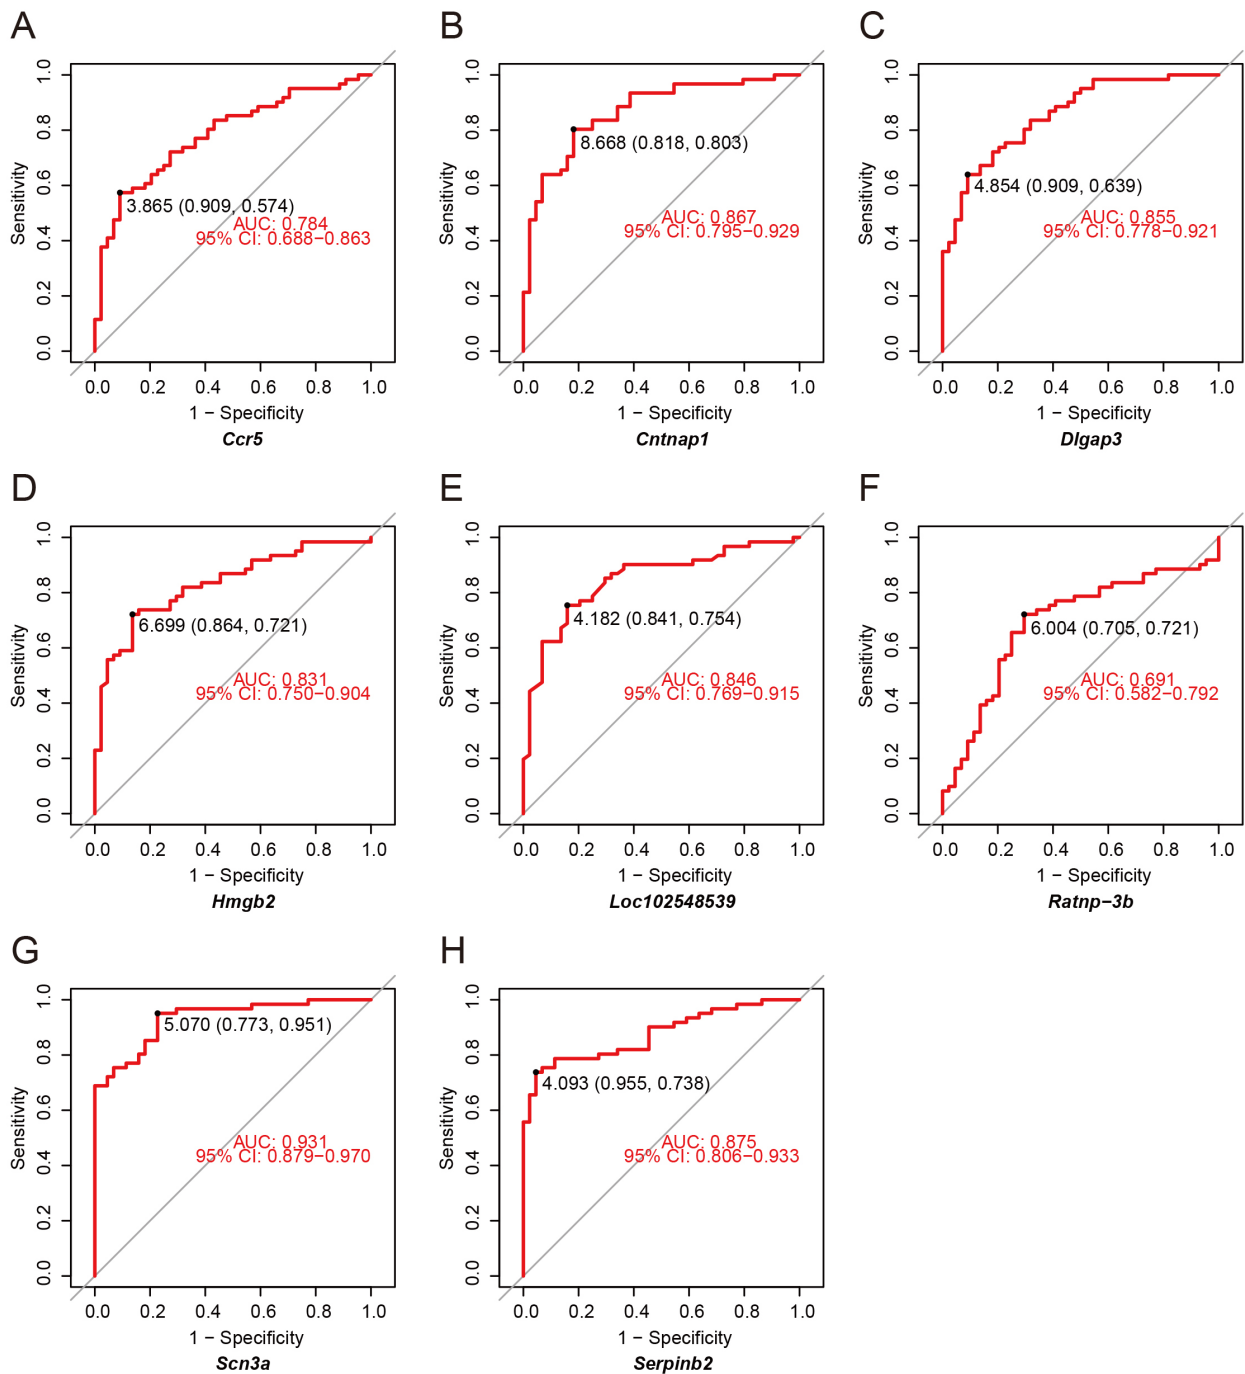 A
Sensitivity
0.0 0.2 0.4 0.6 0.8 1.0
3.865 (0.909, 0.574)
AUC: 0.784
95% CI: 0.688−0.863
0.0 0.2 0.4 0.6 0.8 1.0
1 − Specificity
Ccr5
B
Sensitivity
0.0 0.2 0.4 0.6 0.8 1.0
8.668 (0.818, 0.803)
AUC: 0.867
95% CI: 0.795−0.929
0.0 0.2 0.4 0.6 0.8 1.0
1 − Specificity
Cntnap1
C
Sensitivity
0.0 0.2 0.4 0.6 0.8 1.0
4.854 (0.909, 0.639)
AUC: 0.855
95% CI: 0.778−0.921
0.0 0.2 0.4 0.6 0.8 1.0
1 − Specificity
Dlgap3
D
Sensitivity
0.0 0.2 0.4 0.6 0.8 1.0
6.699 (0.864, 0.721)
AUC: 0.831
95% CI: 0.750−0.904
0.0 0.2 0.4 0.6 0.8 1.0
1 − Specificity
Hmgb2
E
Sensitivity
0.0 0.2 0.4 0.6 0.8 1.0
4.182 (0.841, 0.754)
AUC: 0.846
95% CI: 0.769−0.915
0.0 0.2 0.4 0.6 0.8 1.0
1 − Specificity
Loc102548539
F
Sensitivity
0.0 0.2 0.4 0.6 0.8 1.0
6.004 (0.705, 0.721)
AUC: 0.691
95% CI: 0.582−0.792
0.0 0.2 0.4 0.6 0.8 1.0
1 − Specificity
Ratnp−3b
G
Sensitivity
0.0 0.2 0.4 0.6 0.8 1.0
5.070 (0.773, 0.951)
AUC: 0.931
95% CI: 0.879−0.970
0.0 0.2 0.4 0.6 0.8 1.0
1 − Specificity
Scn3a
H
Sensitivity
0.0 0.2 0.4 0.6 0.8 1.0
4.093 (0.955, 0.738)
AUC: 0.875
95% CI: 0.806−0.933
0.0 0.2 0.4 0.6 0.8 1.0
1 − Specificity
Serpinb2